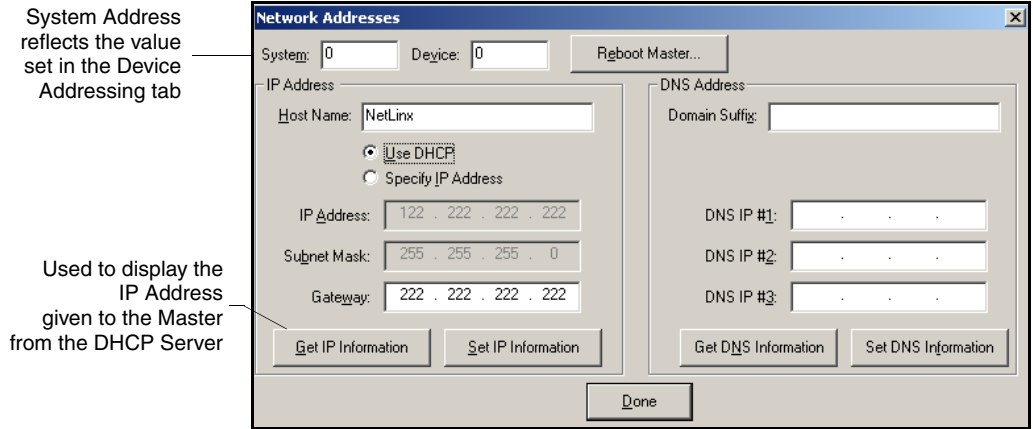 System Address
reflects the value
set in the Device
Addressing tab
Used to display the
IP Address
given to the Master
from the DHCP Server
Network Addresses
System: 0 Device: 0 Reboot Master...
IP Address
Host Name: NetLinx
Use DHCP
Specify IP Address
IP Address: 122 . 222 . 222 . 222
Subnet Mask: 255 . 255 . 255 . 0
Gateway: 222 . 222 . 222 . 222
Get IP Information Set IP Information
DNS Address
Domain Suffix:
DNS IP #1: . . .
DNS IP #2: . . .
DNS IP #3: . . .
Get DNS Information Set DNS Information
Done